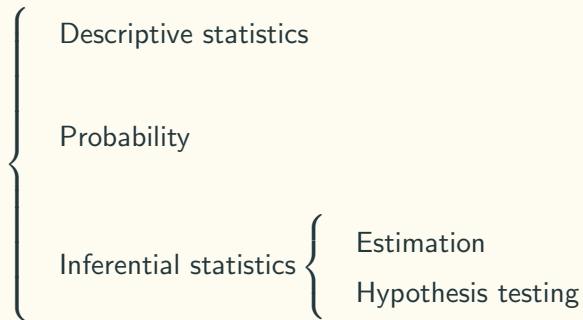 Descriptive statistics
Probability
Inferential statistics
Estimation
Hypothesis testing